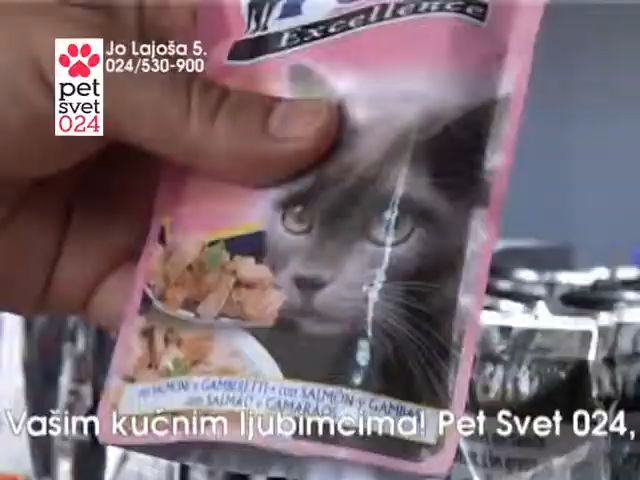 Excellence
Jo Lajoša 5.
024/530-900
pet
svet
024
SALMON
Vašim kućnim ljubimcima! Pet Svet 024,